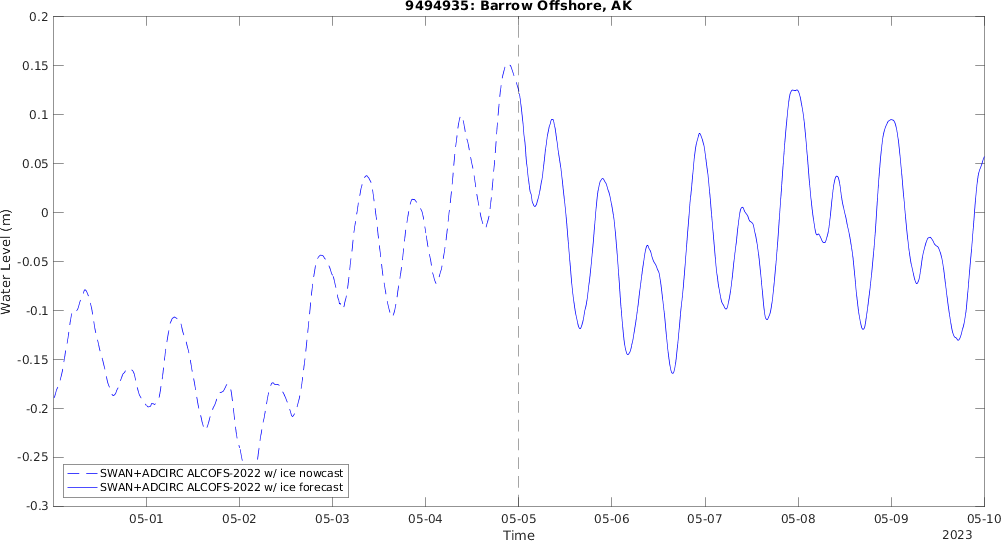 9494935: Barrow Offshore, AK
0.2
0.15
0.1
0.05
0
-0.05
-0.1
-0.15
-0.2
-0.25
-0.3
Water Level (m)
SWAN+ADCIRC ALCOFS-2022 w/ ice nowcast
SWAN+ADCIRC ALCOFS-2022 w/ ice forecast
05-01 05-02 05-03 05-04 05-05 05-06 05-07 05-08 05-09 05-10
Time
2023